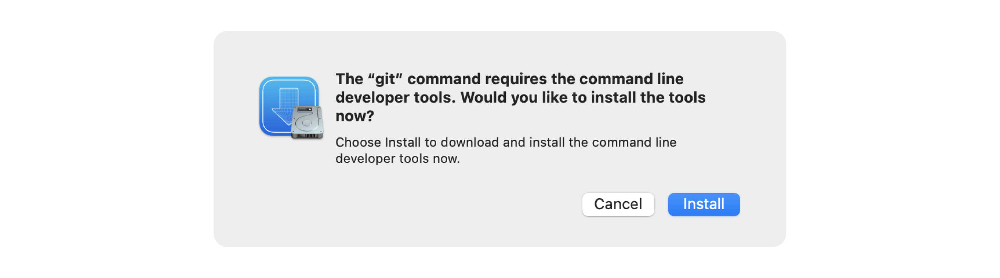 The “git” command requires the command line
developer tools. Would you like to install the tools
now?
Choose Install to download and install the command line
developer tools now.
Cancel
Install